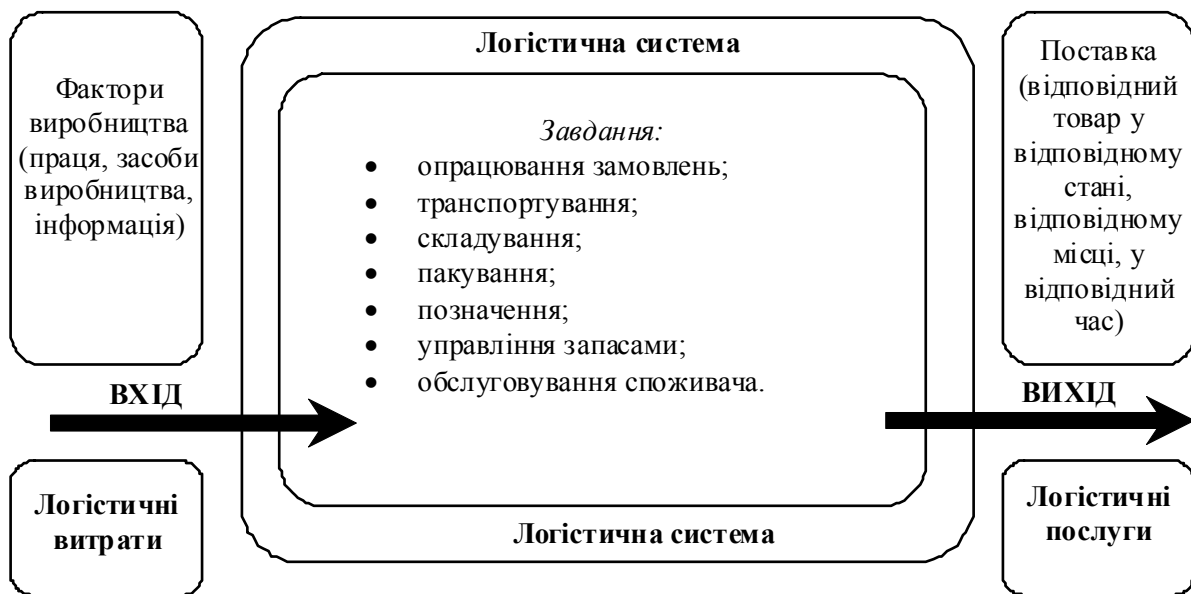 Фактори
виробництва
(праця, засоби
виробництва,
інформація)
ВХІД
Логістичні
витрати
Логістична система
Завдання:
• опрацювання замовлень;
• транспортування;
• складування;
• пакування;
• позначення;
• управління запасами;
• обслуговування споживача.
Логістична система
Поставка
(відповідний
товар у
відповідному
стані,
відповідному
місці, у
відповідний
час)
ВИХІД
Логістичні
послуги